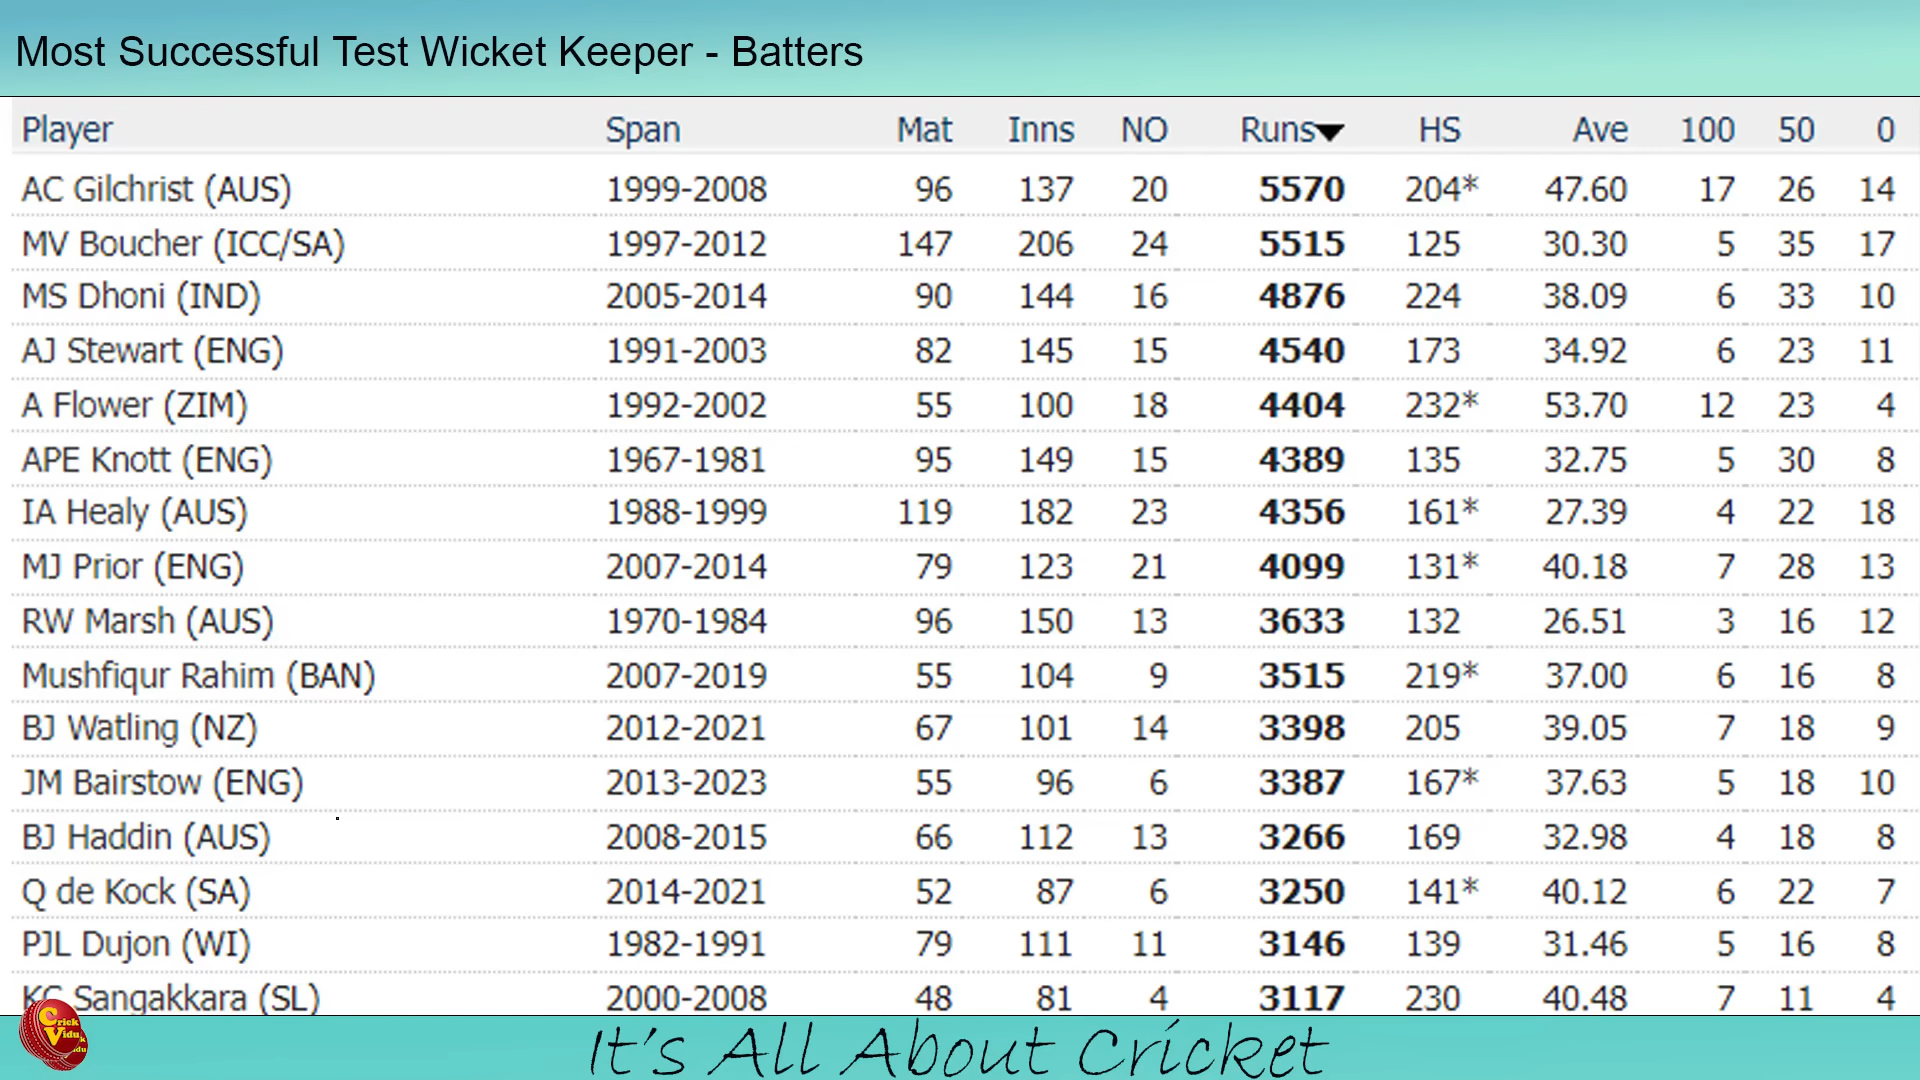 Most Successful Test Wicket Keeper - Batters
Player Span Mat Inns NO Runs HS Ave 100 50 0
AC Gilchrist (AUS) 1999-2008 96 137 20 5570 204* 47.60 17 26 14
MV Boucher (ICC/SA) 1997-2012 147 206 24 5515 125 30.30 5 35 17
MS Dhoni (IND) 2005-2014 90 144 16 4876 224 38.09 6 33 10
AJ Stewart (ENG) 1991-2003 82 145 15 4540 173 34.92 6 23 11
A Flower (ZIM) 1992-2002 55 100 18 4404 232* 53.70 12 23 4
APE Knott (ENG) 1967-1981 95 149 15 4389 135 32.75 5 30 8
IA Healy (AUS) 1988-1999 119 182 23 4356 161* 27.39 4 22 18
MJ Prior (ENG) 2007-2014 79 123 21 4099 131* 40.18 7 28 13
RW Marsh (AUS) 1970-1984 96 150 13 3633 132 26.51 3 16 12
Mushfiqur Rahim (BAN) 2007-2019 55 104 9 3515 219* 37.00 6 16 8
BJ Watling (NZ) 2012-2021 67 101 14 3398 205 39.05 7 18 9
JM Bairstow (ENG) 2013-2023 55 96 6 3387 167* 37.63 5 18 10
BJ Haddin (AUS) 2008-2015 66 112 13 3266 169 32.98 4 18 8
Q de Kock (SA) 2014-2021 52 87 6 3250 141* 40.12 6 22 7
PJL Dujon (WI) 1982-1991 79 111 11 3146 139 31.46 5 16 8
KC Sangakkara (SL) 2000-2008 48 81 4 3117 230 40.48 7 11 4
Crick
Vidu
It's All About Cricket